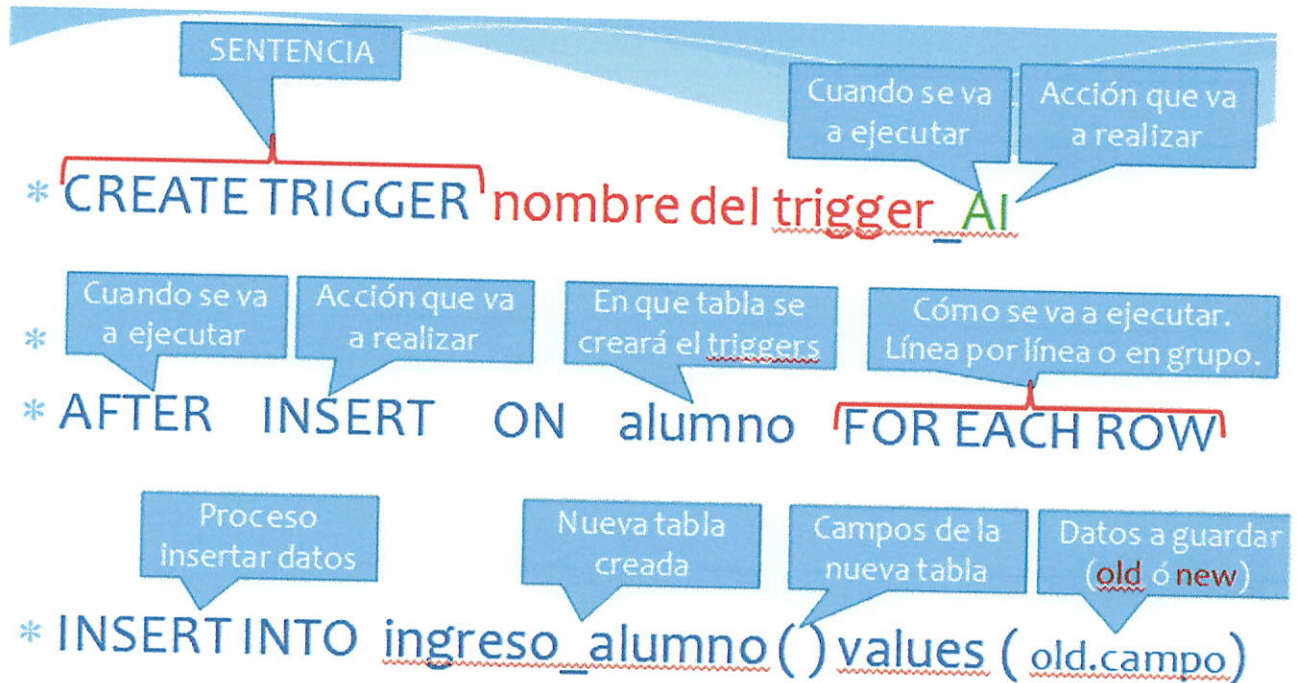 SENTENCIA
Cuando se va
a ejecutar
Acción que va
a realizar
* CREATE TRIGGER nombre del trigger_AI
Cuando se va
a ejecutar
Acción que va
a realizar
En que tabla se
creará el triggers
Cómo se va a ejecutar.
Línea por línea o en grupo.
*
* AFTER INSERT ON alumno FOR EACH ROW
Proceso
insertar datos
Nueva tabla
creada
Campos de la
nueva tabla
Datos a guardar
(old ó new)
* INSERT INTO ingreso_alumno ( ) values ( old.campo)